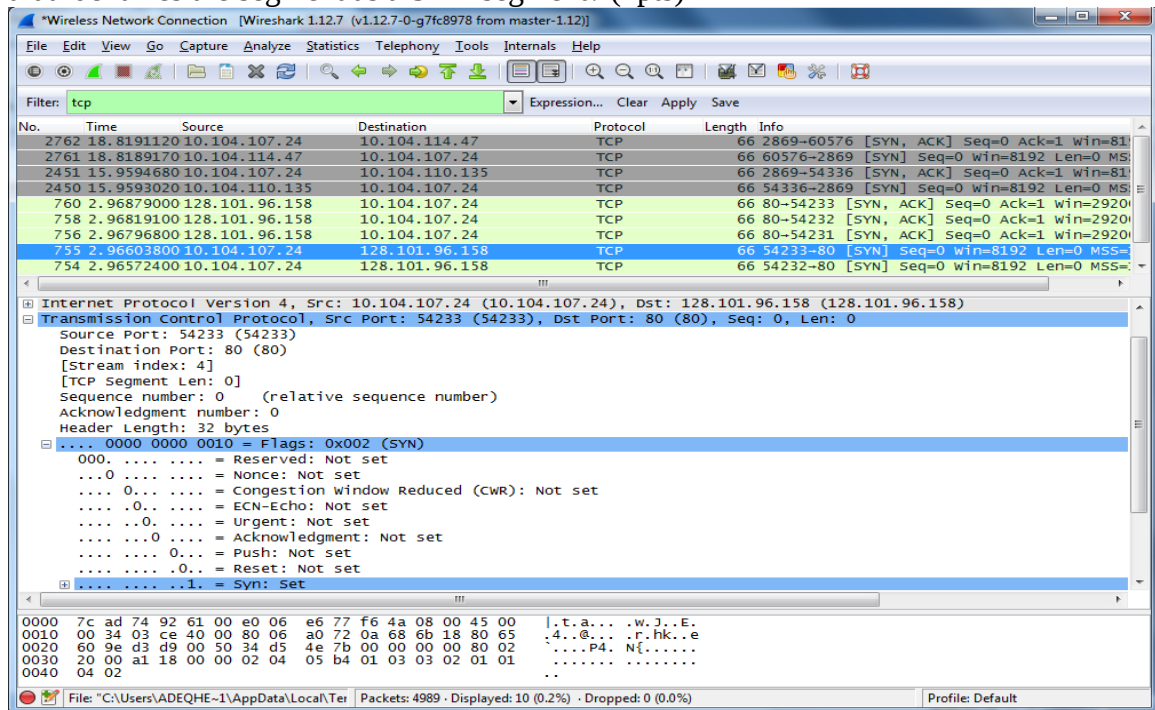 *Wireless Network Connection [Wireshark 1.12.7 (v1.12.7-0-g7fc8978 from master-1.12)]
File Edit View Go Capture Analyze Statistics Telephony Tools Internals Help
Filter: tcp Expression... Clear Apply Save
No. Time Source Destination Protocol Length Info
2762 18.8191120 10.104.107.24 10.104.114.47 TCP 66 2869→60576 [SYN, ACK] Seq=0 Ack=1 Win=81
2761 18.8189170 10.104.114.47 10.104.107.24 TCP 66 60576→2869 [SYN] Seq=0 Win=8192 Len=0 MS
2451 15.9594680 10.104.107.24 10.104.110.135 TCP 66 2869→54336 [SYN, ACK] Seq=0 Ack=1 Win=81
2450 15.9593020 10.104.110.135 10.104.107.24 TCP 66 54336→2869 [SYN] Seq=0 Win=8192 Len=0 MS
760 2.96879000 128.101.96.158 10.104.107.24 TCP 66 80→54233 [SYN, ACK] Seq=0 Ack=1 Win=2920
758 2.96819100 128.101.96.158 10.104.107.24 TCP 66 80→54232 [SYN, ACK] Seq=0 Ack=1 Win=2920
756 2.96796800 128.101.96.158 10.104.107.24 TCP 66 80→54231 [SYN, ACK] Seq=0 Ack=1 Win=2920
755 2.96603800 10.104.107.24 128.101.96.158 TCP 66 54233→80 [SYN] Seq=0 Win=8192 Len=0 MSS=
754 2.96572400 10.104.107.24 128.101.96.158 TCP 66 54232→80 [SYN] Seq=0 Win=8192 Len=0 MSS=
Internet Protocol Version 4, Src: 10.104.107.24 (10.104.107.24), Dst: 128.101.96.158 (128.101.96.158)
Transmission Control Protocol, Src Port: 54233 (54233), Dst Port: 80 (80), Seq: 0, Len: 0
Source Port: 54233 (54233)
Destination Port: 80 (80)
[Stream index: 4]
[TCP Segment Len: 0]
Sequence number: 0 (relative sequence number)
Acknowledgment number: 0
Header Length: 32 bytes
.... 0000 0000 0010 = Flags: 0x002 (SYN)
000. .... .... = Reserved: Not set
...0 .... .... = Nonce: Not set
.... 0... .... = Congestion Window Reduced (CWR): Not set
.... .0.. .... = ECN-Echo: Not set
.... ..0. .... = Urgent: Not set
.... ...0 .... = Acknowledgment: Not set
.... .... 0... = Push: Not set
.... .... .0.. = Reset: Not set
.... .... ..1. = Syn: Set
0000 7c ad 74 92 61 00 e0 06 e6 77 f6 4a 08 00 45 00 |.t.a... .w.J..E.
0010 00 34 03 ce 40 00 80 06 a0 72 0a 68 6b 18 80 65 .4..@... .r.hk..e
0020 60 9e d3 d9 00 50 34 d5 4e 7b 00 00 00 00 80 02 `....P4. N{......
0030 20 00 a1 18 00 00 02 04 05 b4 01 03 03 02 01 01 ....... ........
0040 04 02 ..
File: "C:\Users\ADEQHE~1\AppData\Local\Ter Packets: 4989 · Displayed: 10 (0.2%) · Dropped: 0 (0.0%) Profile: Default